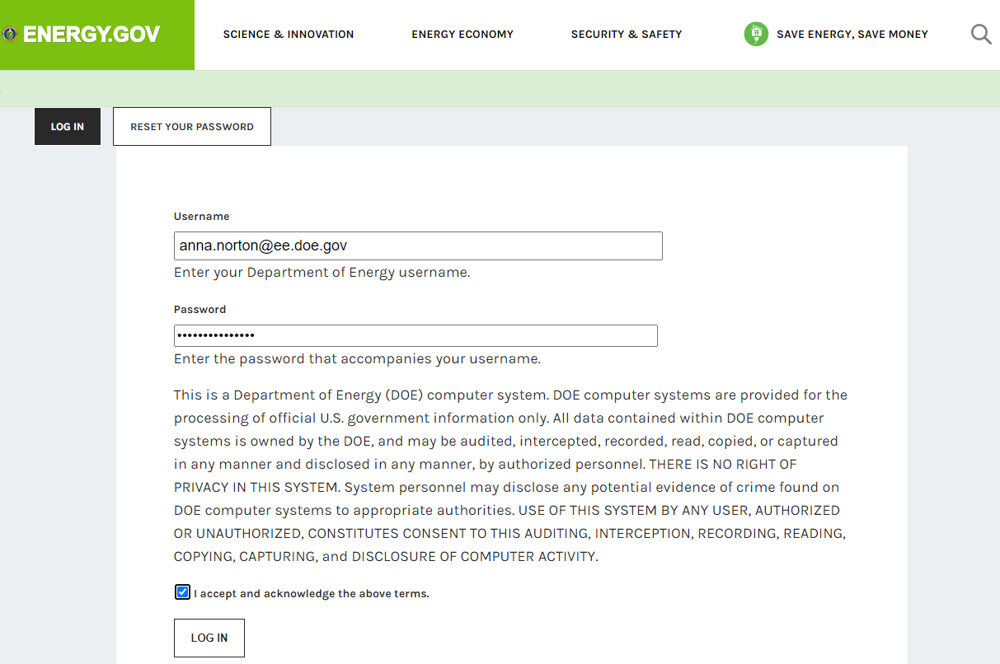 ENERGY.GOV
SCIENCE & INNOVATION
ENERGY ECONOMY
SECURITY & SAFETY
SAVE ENERGY, SAVE MONEY
LOG IN
RESET YOUR PASSWORD
Username
anna.norton@ee.doe.gov
Enter your Department of Energy username.
Password
•••••••••••••••
Enter the password that accompanies your username.
This is a Department of Energy (DOE) computer system. DOE computer systems are provided for the
processing of official U.S. government information only. All data contained within DOE computer
systems is owned by the DOE, and may be audited, intercepted, recorded, read, copied, or captured
in any manner and disclosed in any manner, by authorized personnel. THERE IS NO RIGHT OF
PRIVACY IN THIS SYSTEM. System personnel may disclose any potential evidence of crime found on
DOE computer systems to appropriate authorities. USE OF THIS SYSTEM BY ANY USER, AUTHORIZED
OR UNAUTHORIZED, CONSTITUTES CONSENT TO THIS AUDITING, INTERCEPTION, RECORDING, READING,
COPYING, CAPTURING, and DISCLOSURE OF COMPUTER ACTIVITY.
I accept and acknowledge the above terms.
LOG IN